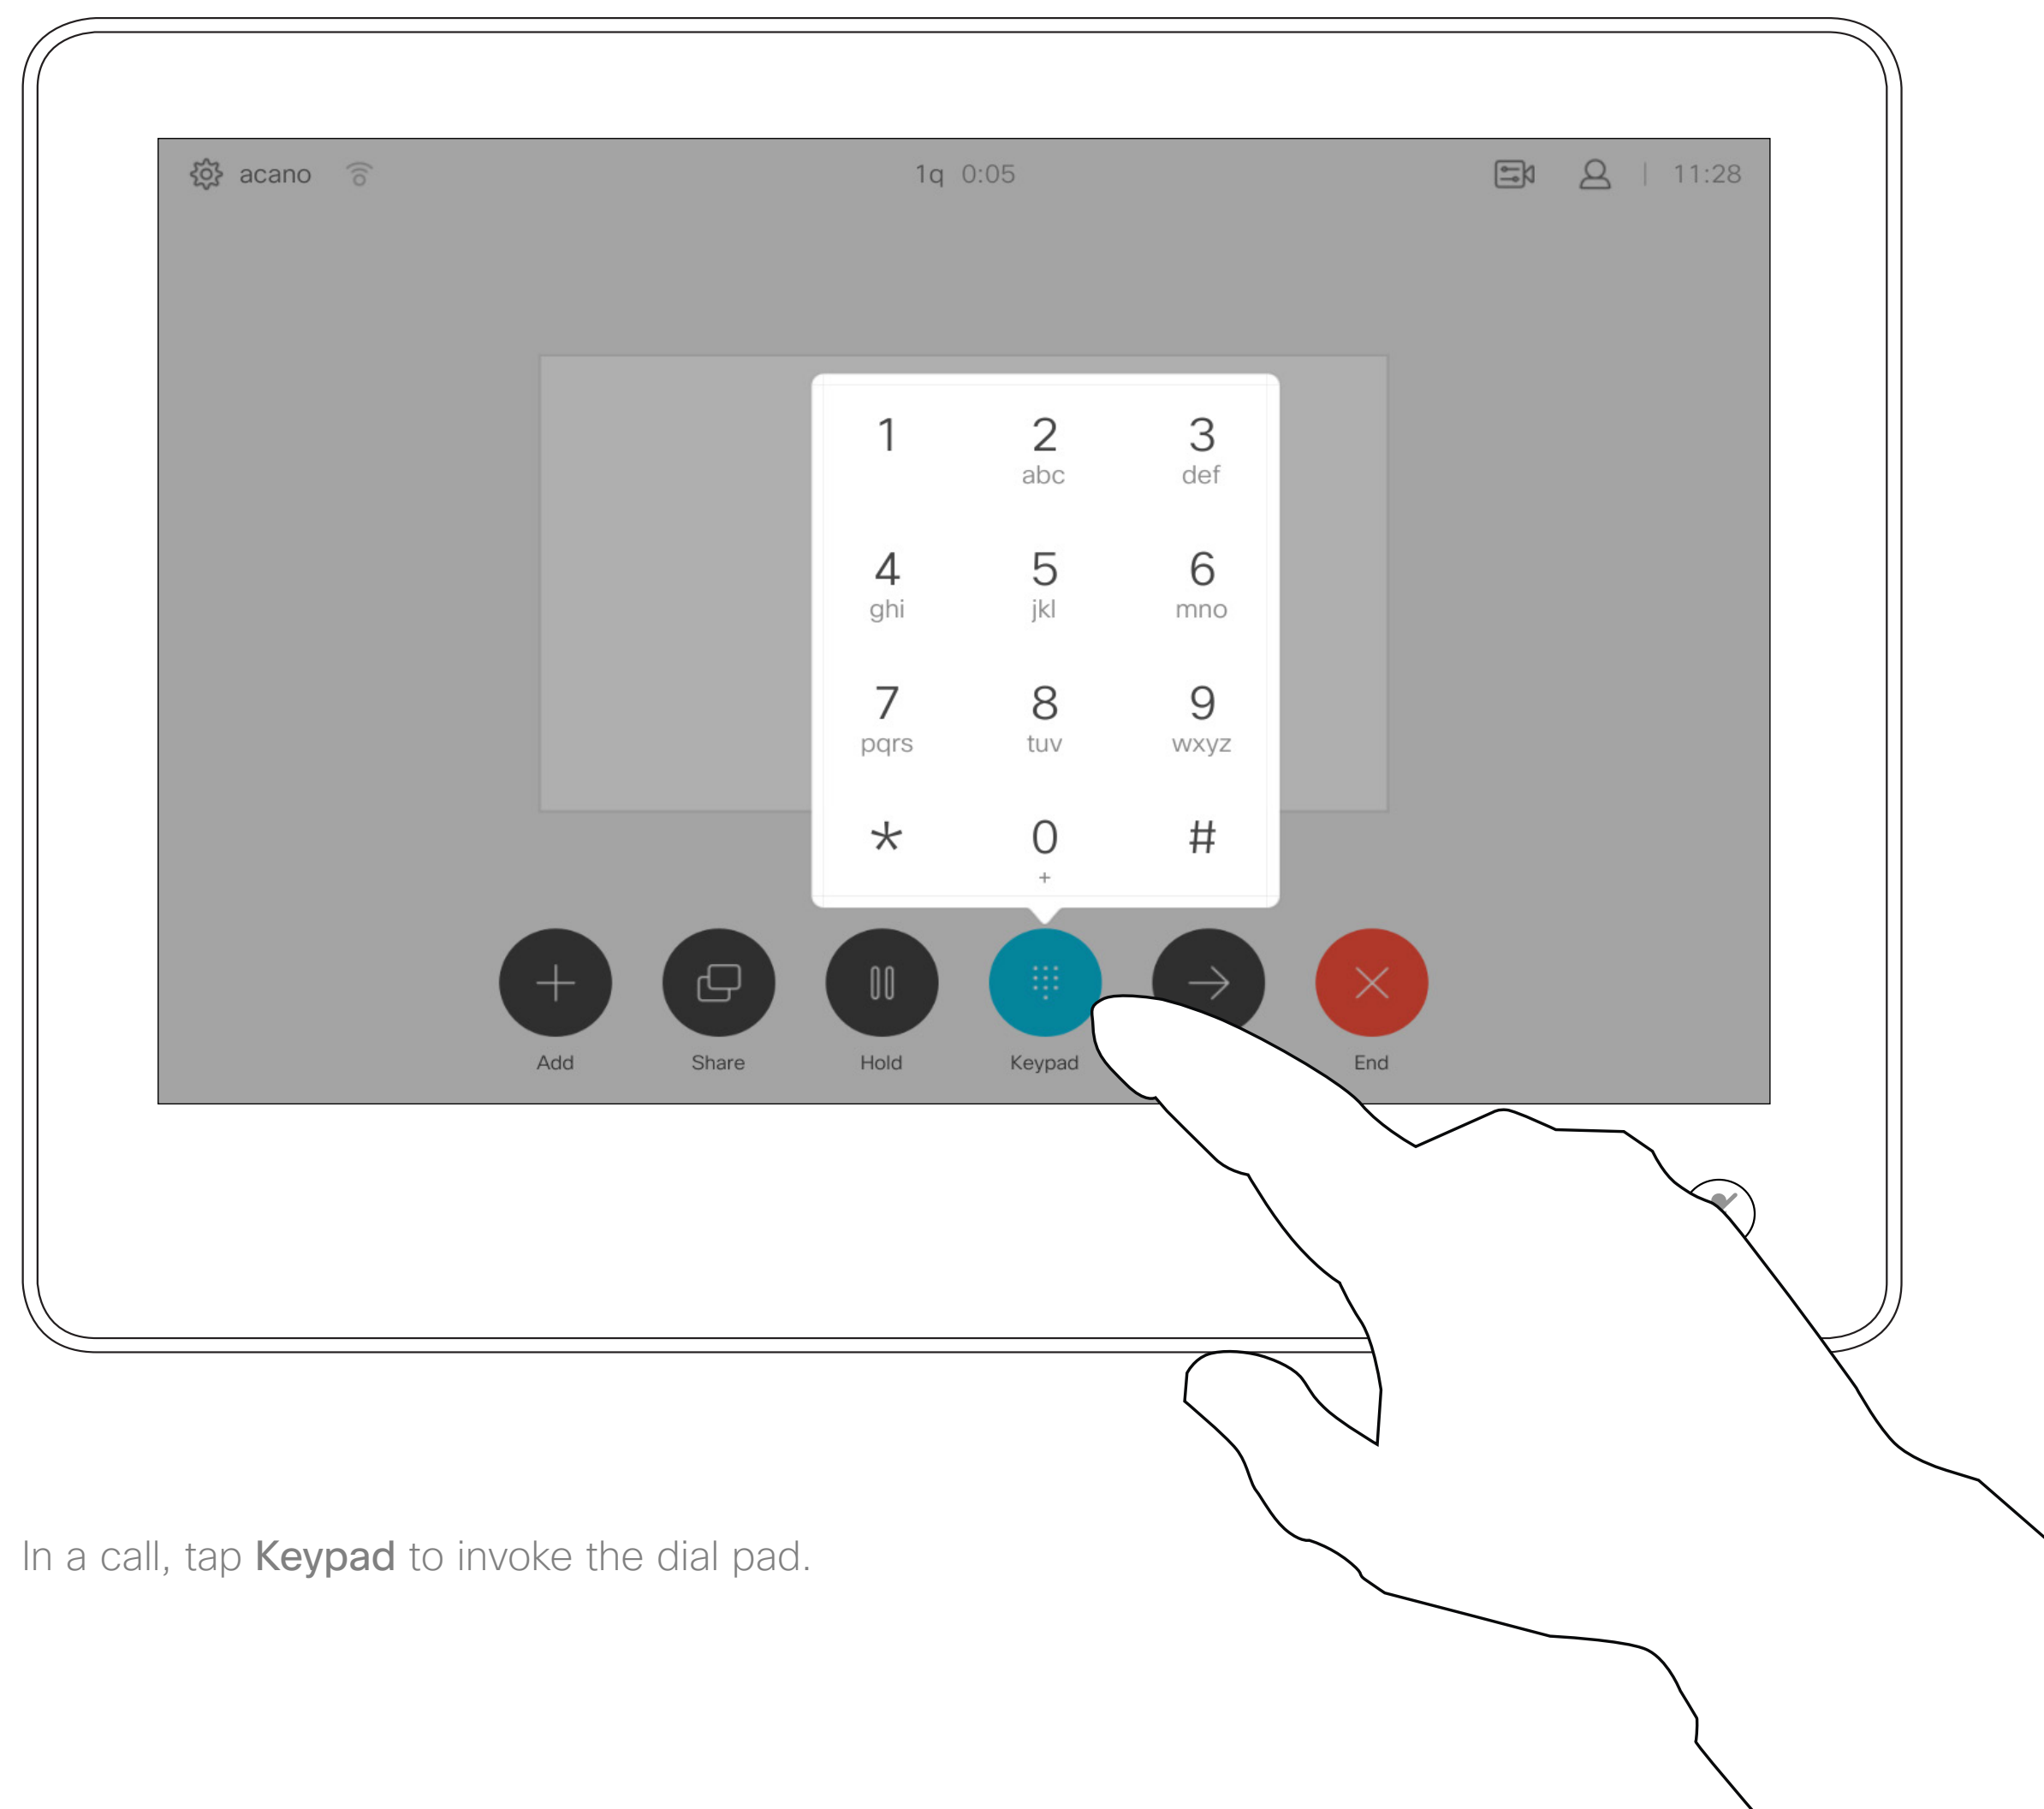 acano 1q 0:05 11:28
1 2 3
abc def
4 5 6
ghi jkl mno
7 8 9
pqrs tuv wxyz
* 0 #
+
Add Share Hold Keypad End
In a call, tap Keypad to invoke the dial pad.